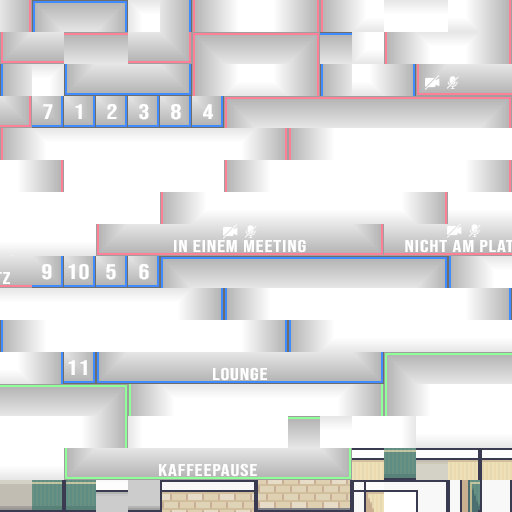 7 1 2 3 8 4
IN EINEM MEETING
NICHT AM PLAT
TZ
9 10 5 6
11
LOUNGE
KAFFEEPAUSE